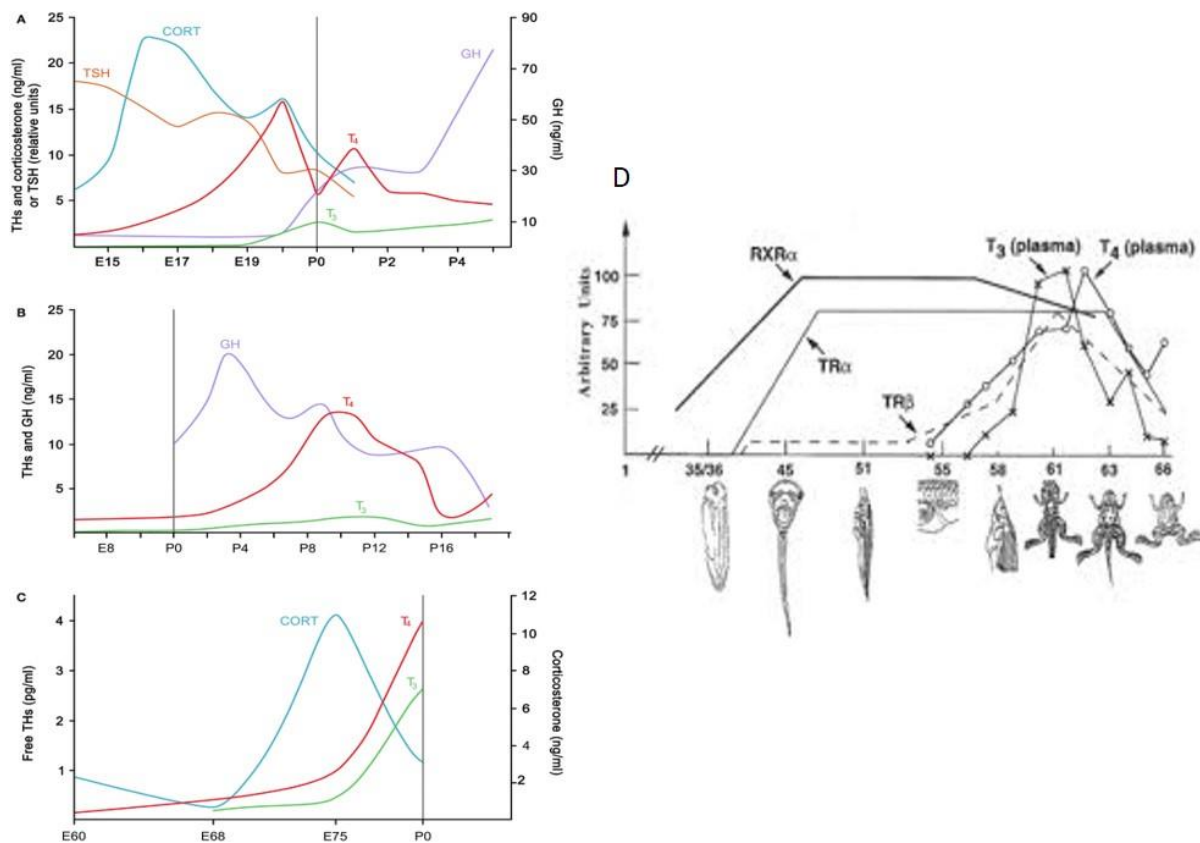 A
25
20
15
10
5
THs and corticosterone (ng/ml)
or TSH (relative units)
TSH
CORT
T4
T3
GH
90
70
50
30
10
GH (ng/ml)
E15 E17 E19 P0 P2 P4
B
25
20
15
10
5
THs and GH (ng/ml)
GH
T4
T3
E8 P0 P4 P8 P12 P16
C
4
3
2
1
Free THs (pg/ml)
CORT
T4
T3
12
10
8
6
4
2
Corticosterone (ng/ml)
E60 E68 E75 P0
D
Arbitrary Units
100
75
50
25
RXRα
TRα
TRβ
T3 (plasma)
T4 (plasma)
1 35/36 45 51 55 58 61 63 66